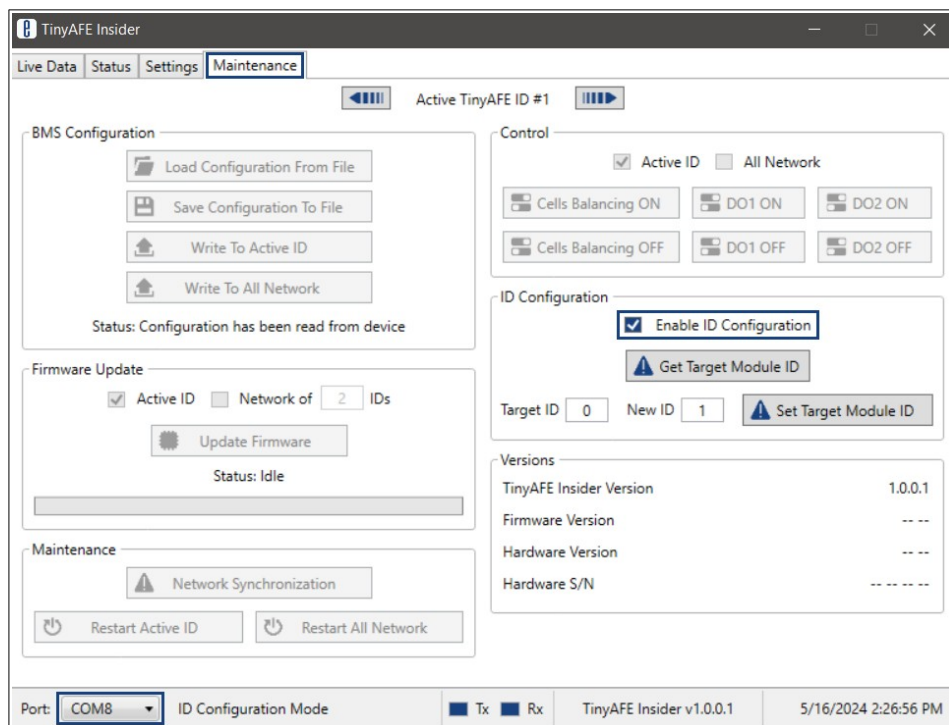 TinyAFE Insider
Live Data Status Settings Maintenance
Active TinyAFE ID #1
BMS Configuration
Load Configuration From File
Save Configuration To File
Write To Active ID
Write To All Network
Status: Configuration has been read from device
Firmware Update
Active ID Network of 2 IDs
Update Firmware
Status: Idle
Maintenance
Network Synchronization
Restart Active ID Restart All Network
Control
Active ID All Network
Cells Balancing ON DO1 ON DO2 ON
Cells Balancing OFF DO1 OFF DO2 OFF
ID Configuration
Enable ID Configuration
Get Target Module ID
Target ID 0 New ID 1 Set Target Module ID
Versions
TinyAFE Insider Version 1.0.0.1
Firmware Version -- --
Hardware Version -- --
Hardware S/N -- -- -- --
Port: COM8 ID Configuration Mode Tx Rx TinyAFE Insider v1.0.0.1 5/16/2024 2:26:56 PM